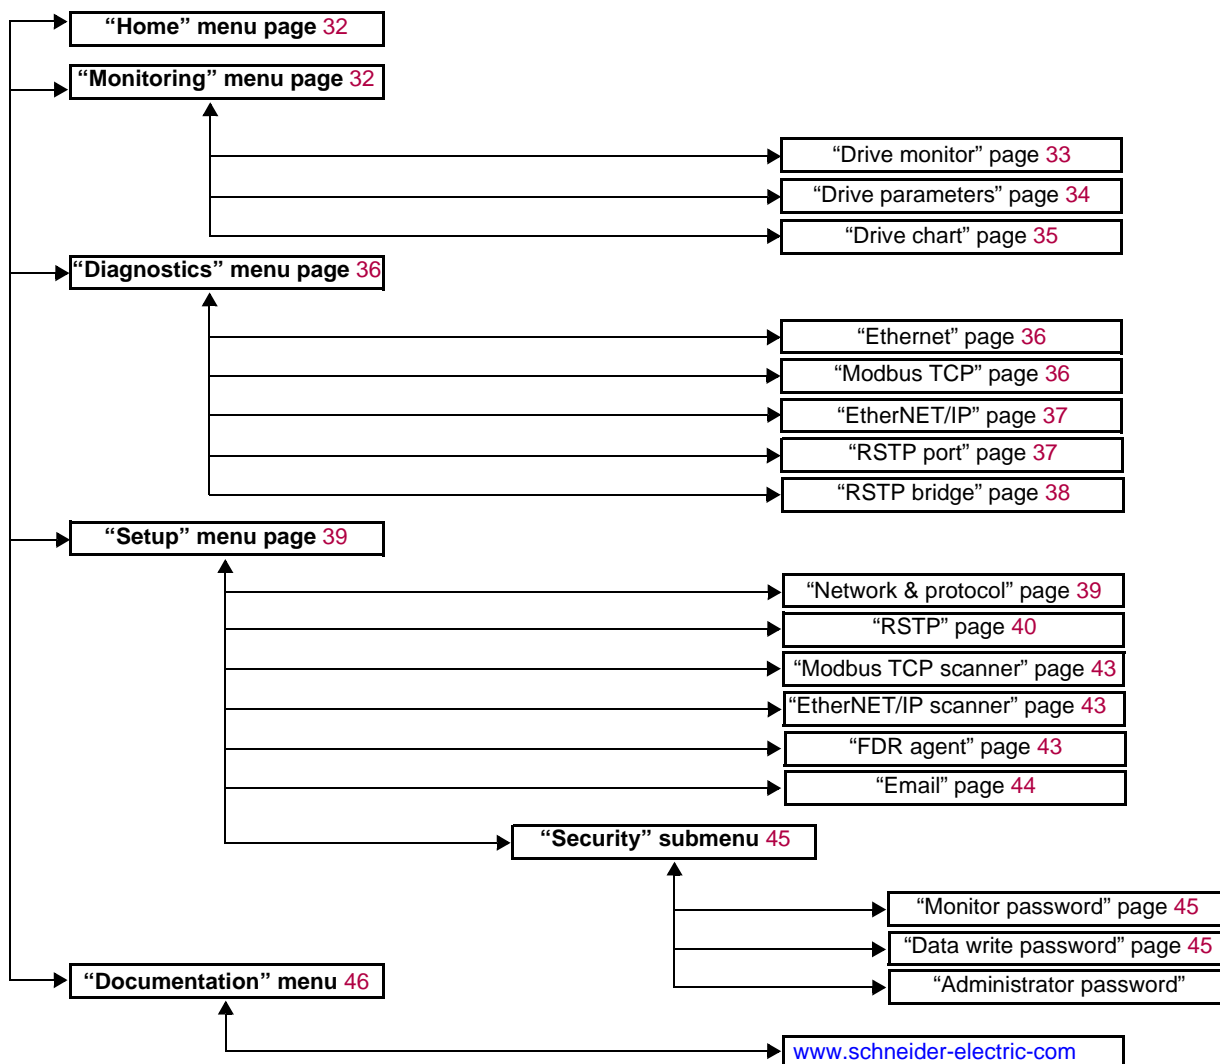 “Home” menu page 32
“Monitoring” menu page 32
“Drive monitor” page 33
“Drive parameters” page 34
“Drive chart” page 35
“Diagnostics” menu page 36
“Ethernet” page 36
“Modbus TCP” page 36
“EtherNET/IP” page 37
“RSTP port” page 37
“RSTP bridge” page 38
“Setup” menu page 39
“Network & protocol” page 39
“RSTP” page 40
“Modbus TCP scanner” page 43
“EtherNET/IP scanner” page 43
“FDR agent” page 43
“Email” page 44
“Security” submenu 45
“Monitor password” page 45
“Data write password” page 45
“Administrator password”
“Documentation” menu 46
www.schneider-electric-com